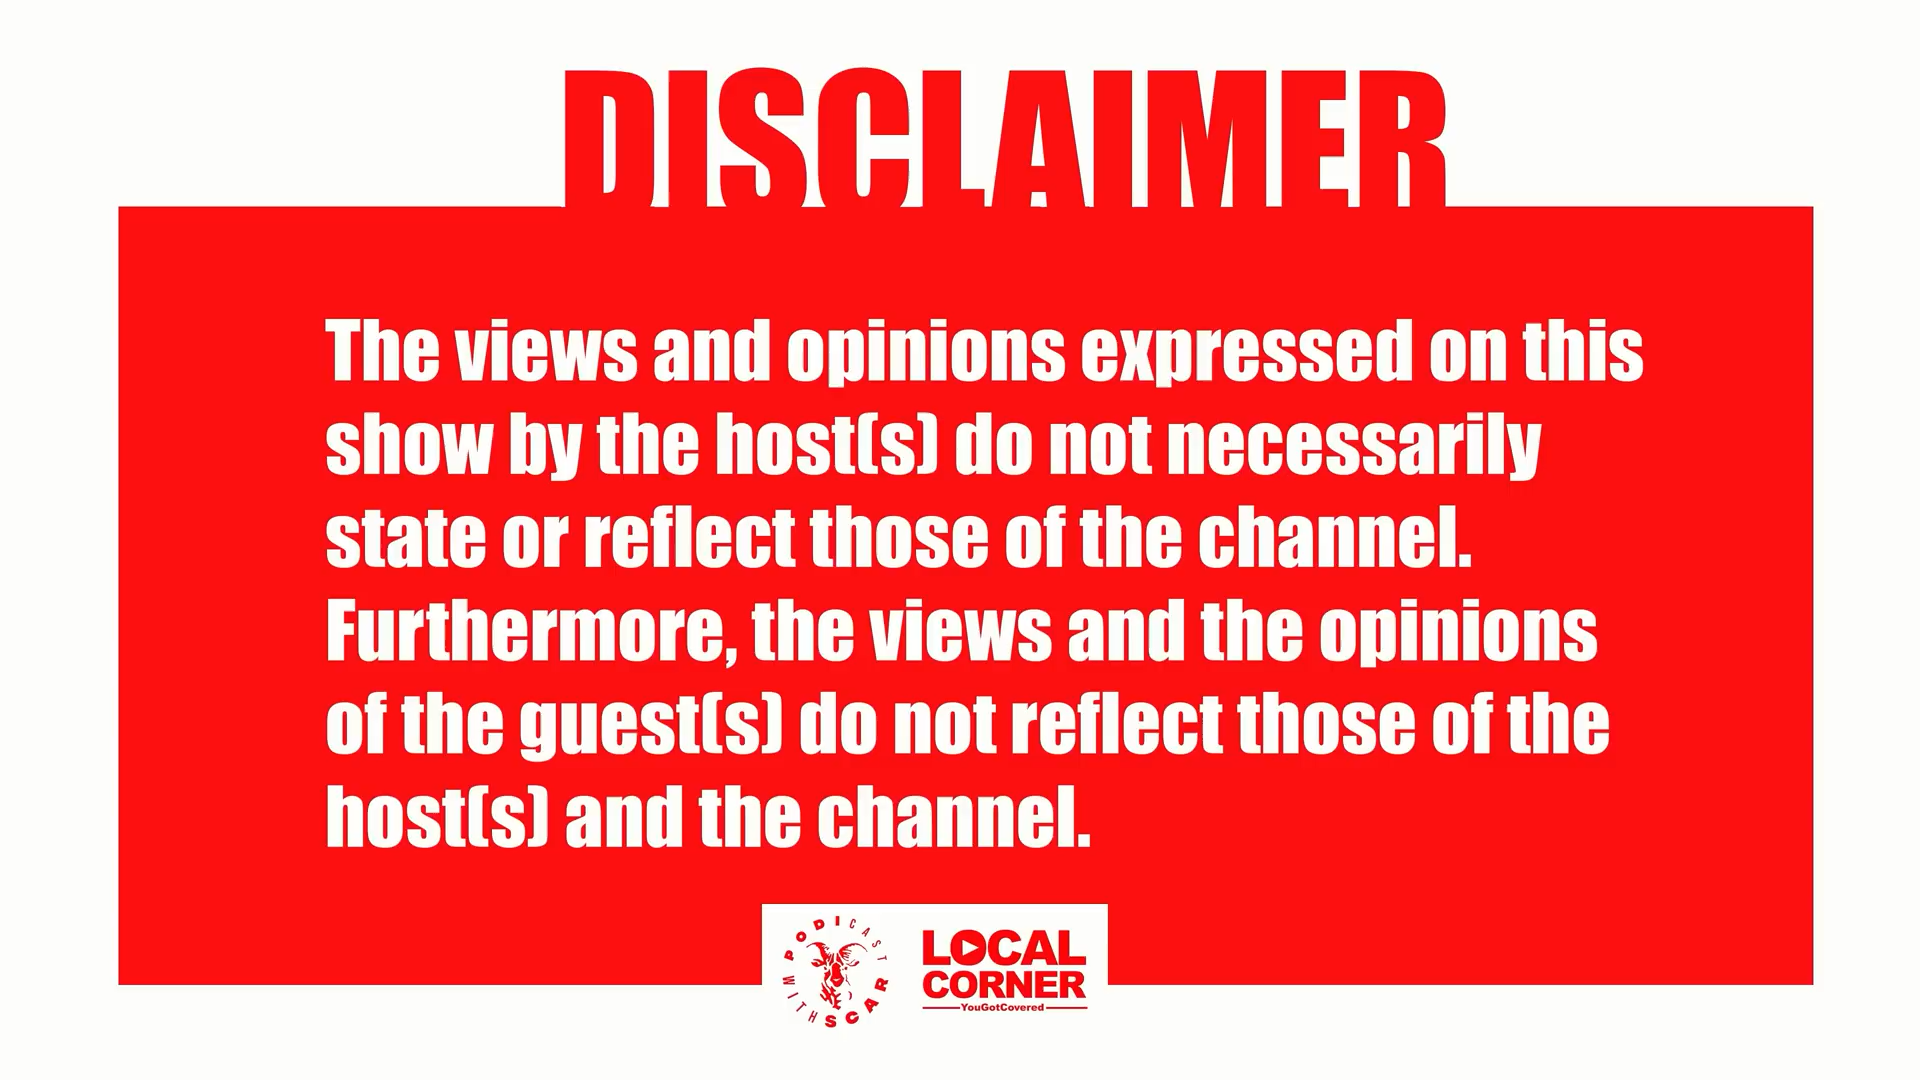 DISCLAIMER
The views and opinions expressed on this
show by the host(s) do not necessarily
state or reflect those of the channel.
Furthermore, the views and the opinions
of the guest(s) do not reflect those of the
host(s) and the channel.
PODICAST WITH SCAR
LOCAL
CORNER
YouGotCovered